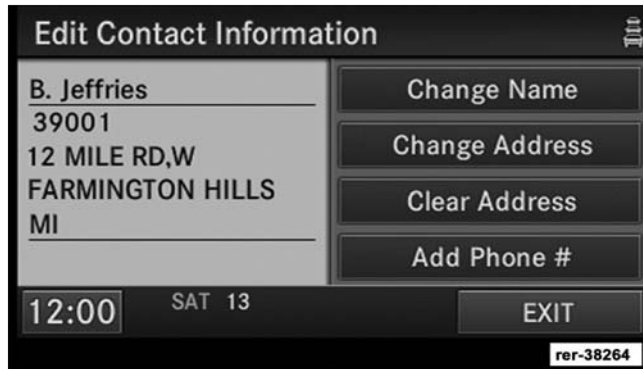 Edit Contact Information
B. Jeffries
39001
12 MILE RD,W
FARMINGTON HILLS
MI
Change Name
Change Address
Clear Address
Add Phone #
12:00
SAT 13
EXIT
rer-38264